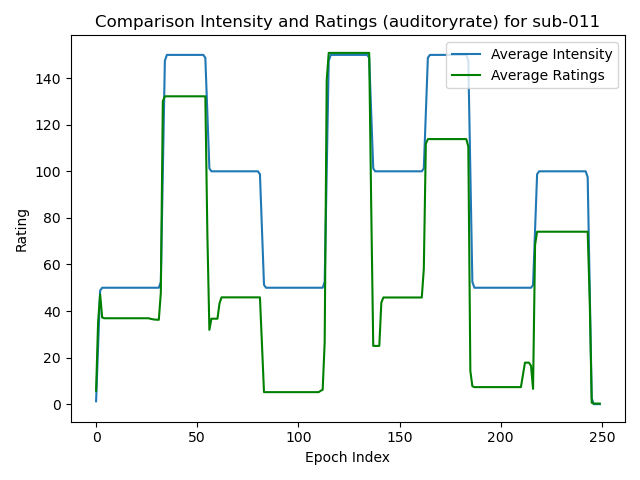 Comparison Intensity and Ratings (auditoryrate) for sub-011
Average Intensity
Average Ratings
Rating
140
120
100
80
60
40
20
0
0 50 100 150 200 250
Epoch Index